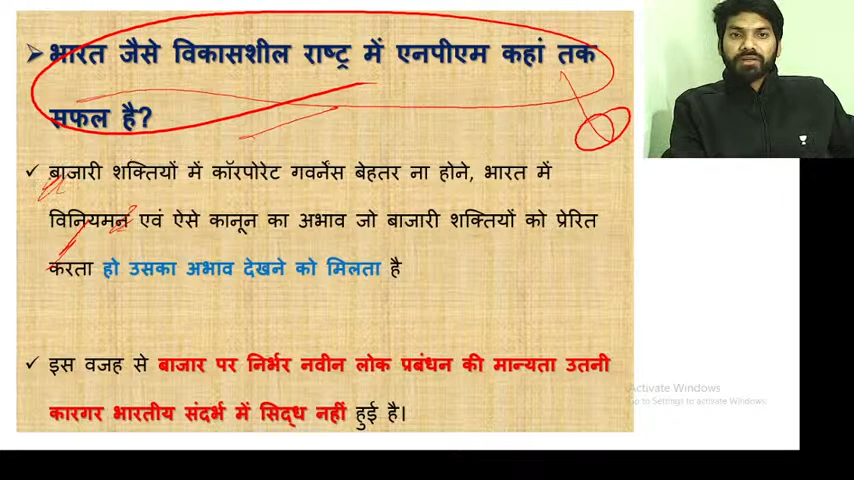 भारत जैसे विकासशील राष्ट्र में एनपीएम कहां तक
सफल है?
बाजारी शक्तियों में कॉरपोरेट गवर्नेंस बेहतर ना होने, भारत में
विनियमन एवं ऐसे कानून का अभाव जो बाजारी शक्तियों को प्रेरित
करता हो उसका अभाव देखने को मिलता है
इस वजह से बाजार पर निर्भर नवीन लोक प्रबंधन की मान्यता उतनी
कारगर भारतीय संदर्भ में सिद्ध नहीं हुई है।
Activate Windows
Go to Settings to activate Windows.